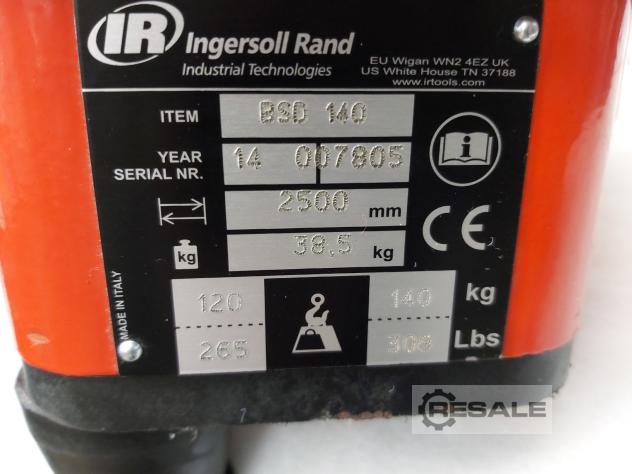 IR Ingersoll Rand
Industrial Technologies
EU Wigan WN2 4EZ UK
US White House TN 37188
www.irtools.com
ITEM BSD 140
YEAR
SERIAL NR. 14 007805
2500 mm
kg 38.5 kg
CE
MADE IN ITALY
120 140 kg
265 308 Lbs
RESALE